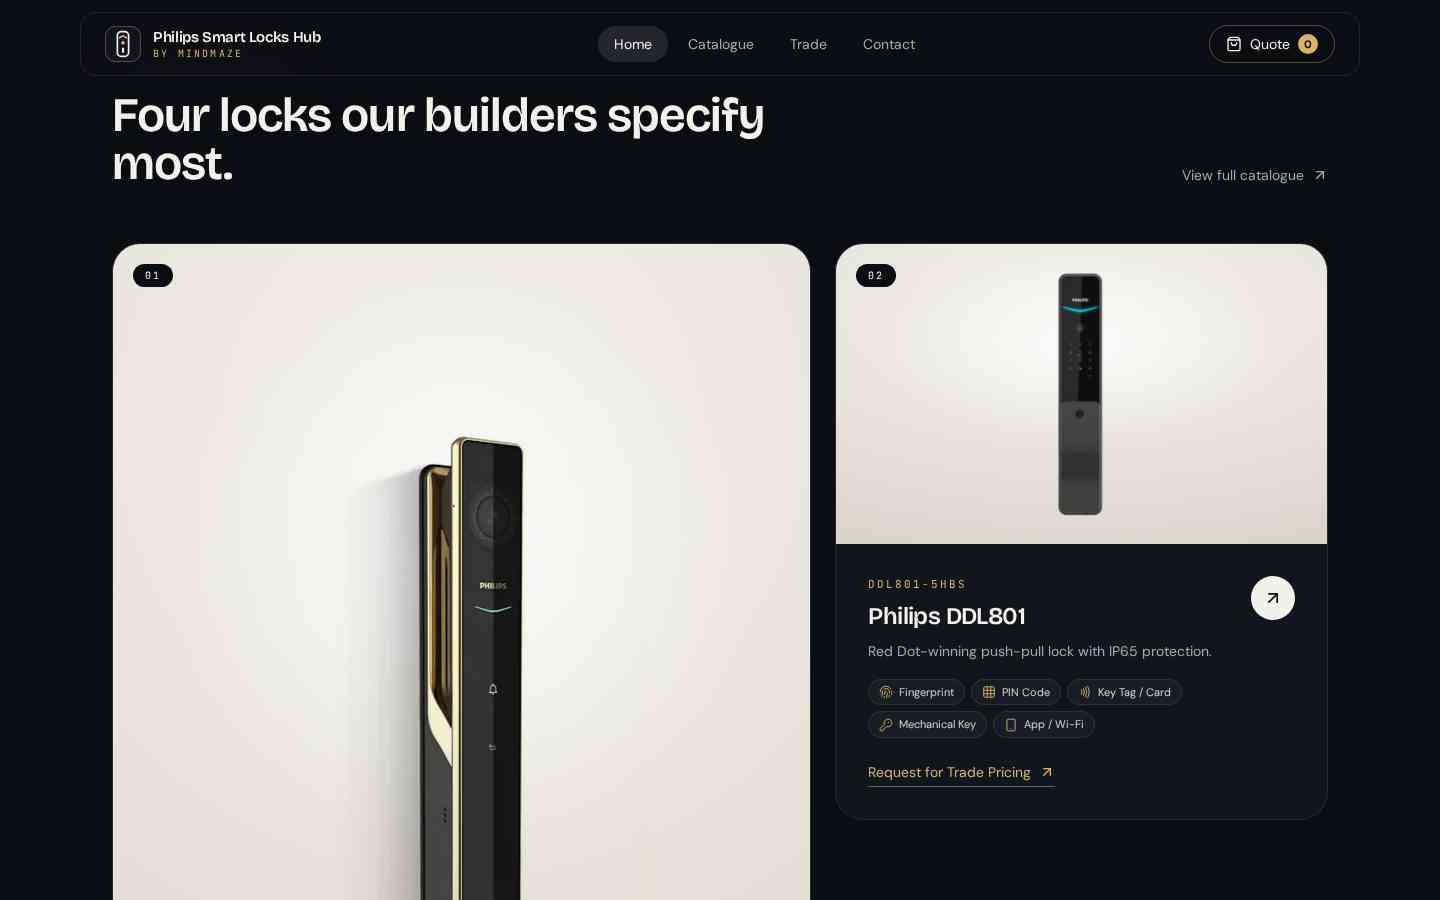 Philips Smart Locks Hub
BY MINDMAZE
Home
Catalogue
Trade
Contact
Quote
0
Four locks our builders specify
most.
View full catalogue
01
PHILIPS
02
PHILIPS
DDL801-5HBS
Philips DDL801
Red Dot-winning push-pull lock with IP65 protection.
Fingerprint
PIN Code
Key Tag / Card
Mechanical Key
App / Wi-Fi
Request for Trade Pricing